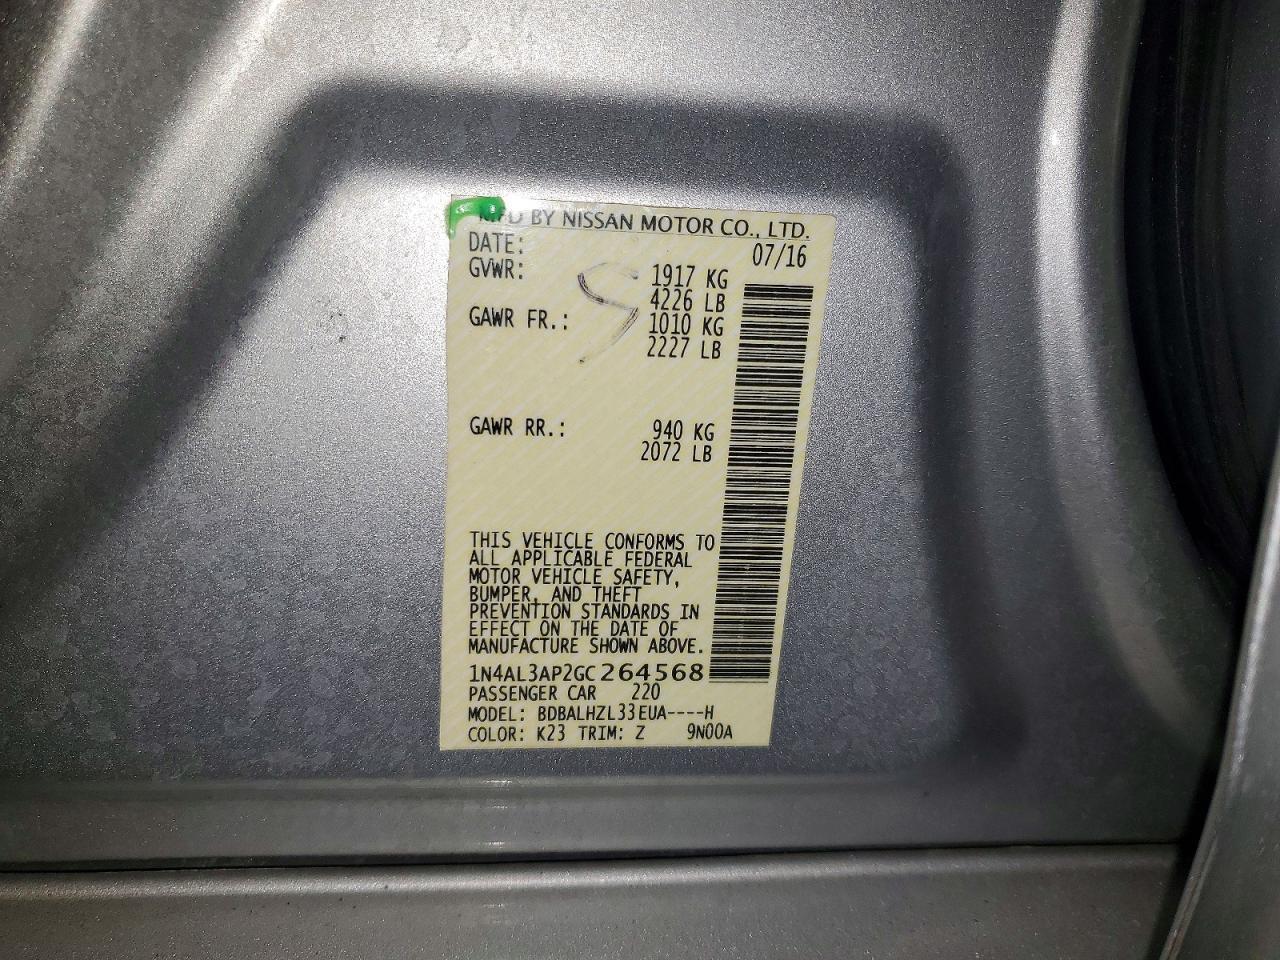 MFD BY NISSAN MOTOR CO., LTD.
DATE: 07/16
GVWR: 1917 KG
4226 LB
GAWR FR.: 1010 KG
2227 LB
GAWR RR.: 940 KG
2072 LB
THIS VEHICLE CONFORMS TO
ALL APPLICABLE FEDERAL
MOTOR VEHICLE SAFETY,
BUMPER, AND THEFT
PREVENTION STANDARDS IN
EFFECT ON THE DATE OF
MANUFACTURE SHOWN ABOVE.
1N4AL3AP2GC264568
PASSENGER CAR 220
MODEL: BDBALHZL33EUA----H
COLOR: K23 TRIM: Z 9N00A